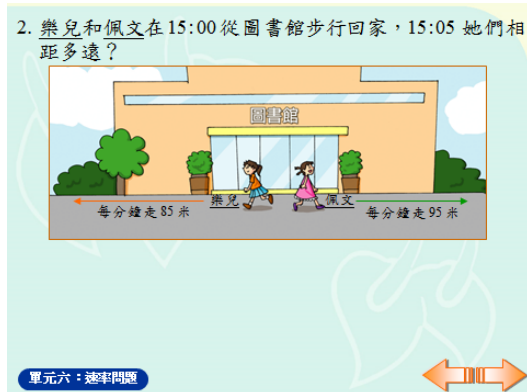 2. 樂兒和佩文在15:00從圖書館步行回家，15:05 她們相
距多遠？
圖書館
樂兒
佩文
每分鐘走 85 米
每分鐘走 95 米
單元六：速率問題